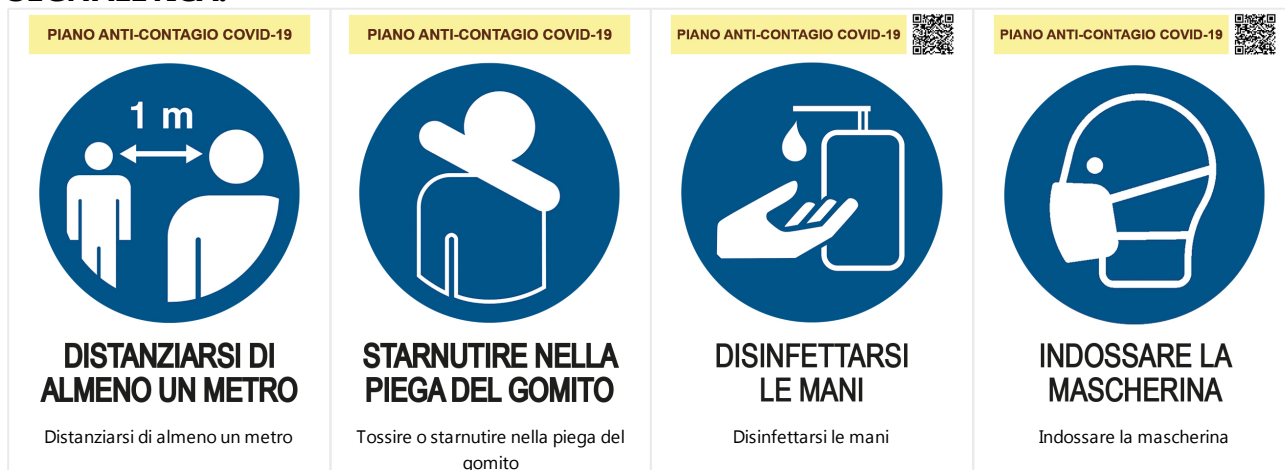 PIANO ANTI-CONTAGIO COVID-19
1 m
DISTANZIARSI DI
ALMENO UN METRO
Distanziarsi di almeno un metro
PIANO ANTI-CONTAGIO COVID-19
STARNUTIRE NELLA
PIEGA DEL GOMITO
Tossire o starnutire nella piega del
gomito
PIANO ANTI-CONTAGIO COVID-19
DISINFETTARSI
LE MANI
Disinfettarsi le mani
PIANO ANTI-CONTAGIO COVID-19
INDOSSARE LA
MASCHERINA
Indossare la mascherina